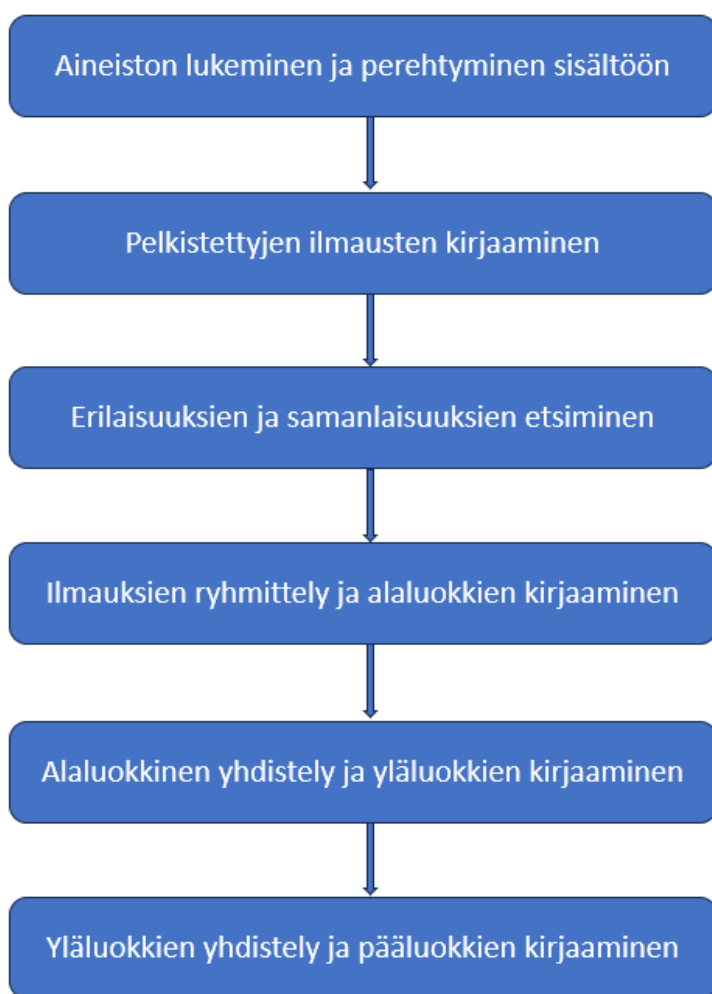 Aineiston lukeminen ja perehtyminen sisältöön
Pelkistettyjen ilmausten kirjaaminen
Erilaisuuksien ja samanlaisuuksien etsiminen
Ilmauksien ryhmittely ja alaluokkien kirjaaminen
Alaluokkinen yhdistely ja yläluokkien kirjaaminen
Yläluokkien yhdistely ja pääluokkien kirjaaminen